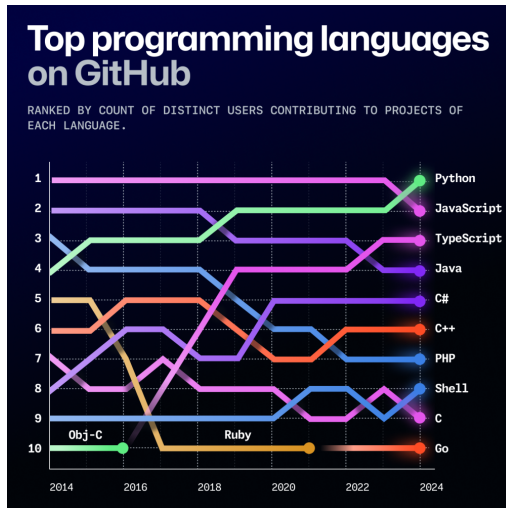 Top programming languages
on GitHub
RANKED BY COUNT OF DISTINCT USERS CONTRIBUTING TO PROJECTS OF
EACH LANGUAGE.
1
Python
2
JavaScript
3
TypeScript
4
Java
5
C#
6
C++
7
PHP
8
Shell
9
C
Obj-C
Ruby
10
Go
2014
2016
2018
2020
2022
2024